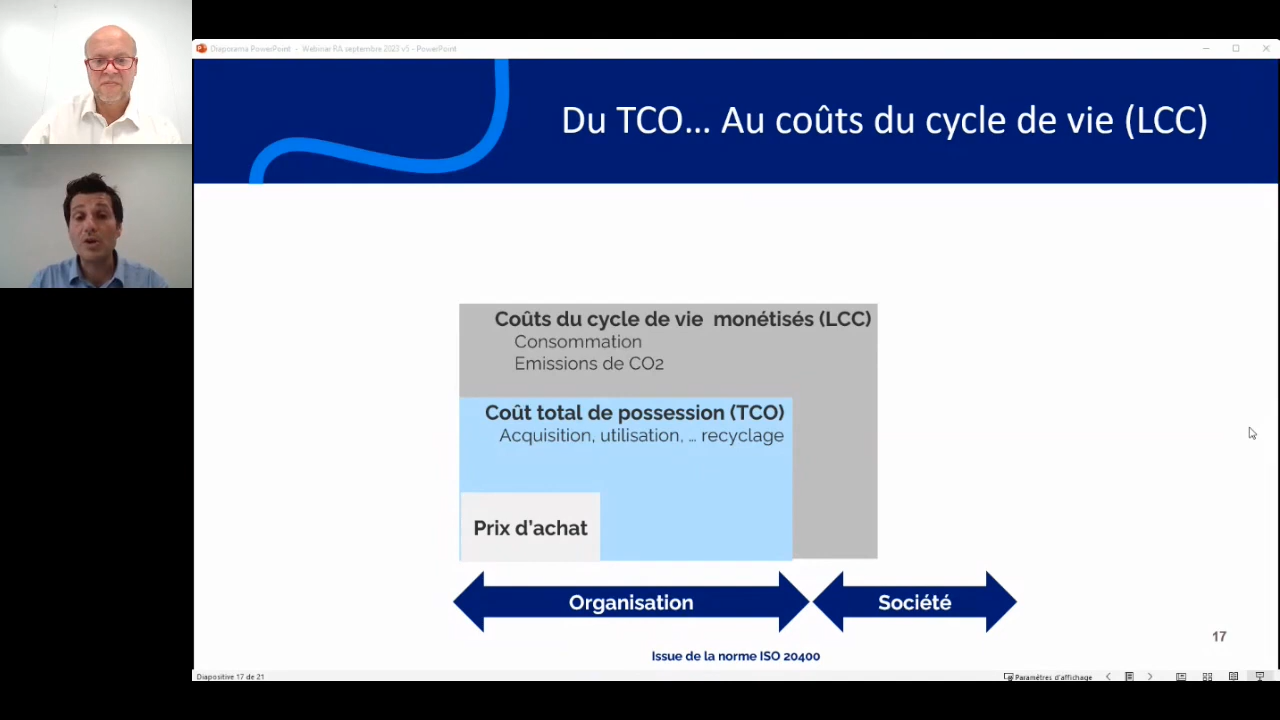 Diaporama PowerPoint - Webinar RA septembre 2023 v5 - PowerPoint
Du TCO... Au coûts du cycle de vie (LCC)
Coûts du cycle de vie monétisés (LCC)
Consommation
Emissions de CO2
Coût total de possession (TCO)
Acquisition, utilisation, ... recyclage
Prix d'achat
Organisation
Société
17
Issue de la norme ISO 20400
Diapositive 17 de 21
Paramètres d'affichage